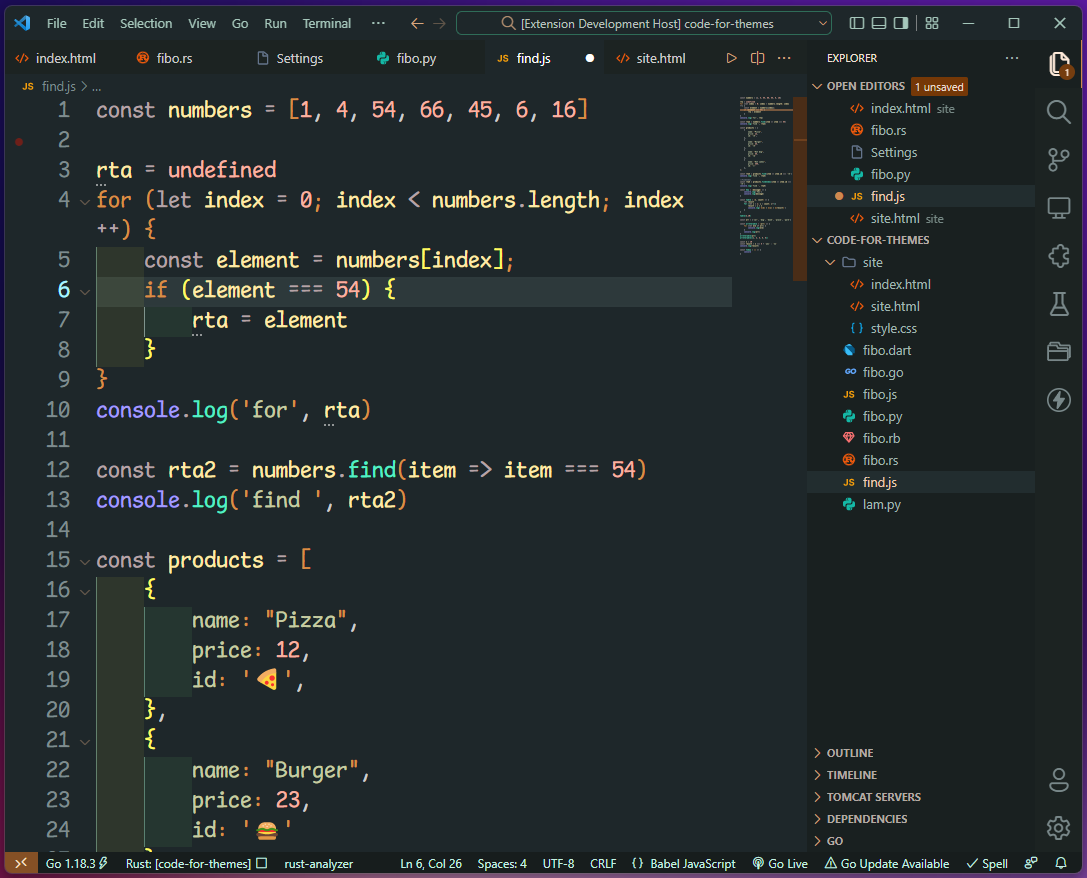 File Edit Selection View Go Run Terminal ··· [Extension Development Host] code-for-themes
index.html fibo.rs Settings fibo.py JS find.js site.html
JS find.js > ...
1 const numbers = [1, 4, 54, 66, 45, 6, 16]
2
3 rta = undefined
4 for (let index = 0; index < numbers.length; index
++) {
5 const element = numbers[index];
6 if (element === 54) {
7 rta = element
8 }
9 }
10 console.log('for', rta)
11
12 const rta2 = numbers.find(item => item === 54)
13 console.log('find ', rta2)
14
15 const products = [
16 {
17 name: "Pizza",
18 price: 12,
19 id: '🍕',
20 },
21 {
22 name: "Burger",
23 price: 23,
24 id: '🍔'
EXPLORER ···
OPEN EDITORS 1 unsaved
index.html site
fibo.rs
Settings
fibo.py
JS find.js
site.html site
CODE-FOR-THEMES
site
index.html
site.html
{ } style.css
fibo.dart
GO fibo.go
JS fibo.js
fibo.py
fibo.rb
fibo.rs
JS find.js
lam.py
OUTLINE
TIMELINE
TOMCAT SERVERS
DEPENDENCIES
GO
1
Go 1.18.3 Rust: [code-for-themes] rust-analyzer Ln 6, Col 26 Spaces: 4 UTF-8 CRLF { } Babel JavaScript Go Live Go Update Available Spell